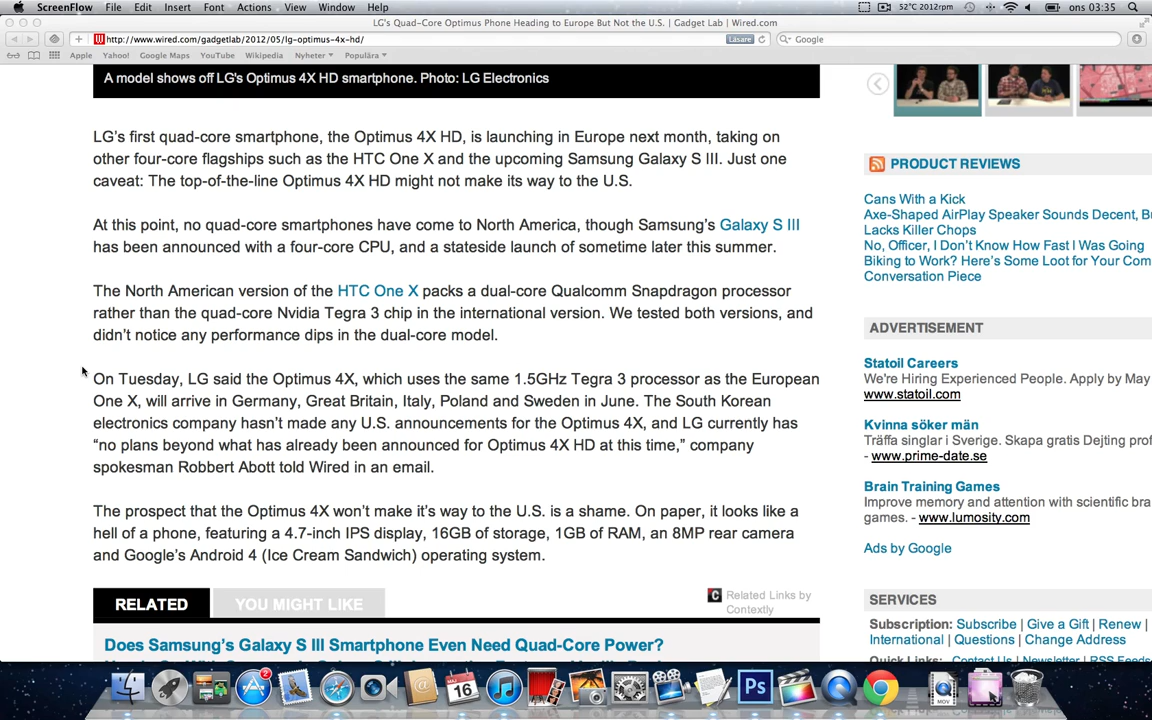 ScreenFlow File Edit Insert Font Actions View Window Help 52°C 2012rpm ons 03:35
LG's Quad-Core Optimus Phone Heading to Europe But Not the U.S. | Gadget Lab | Wired.com
http://www.wired.com/gadgetlab/2012/05/lg-optimus-4x-hd/ Läsare Google
Apple Yahoo! Google Maps YouTube Wikipedia Nyheter Populära
A model shows off LG's Optimus 4X HD smartphone. Photo: LG Electronics
LG's first quad-core smartphone, the Optimus 4X HD, is launching in Europe next month, taking on
other four-core flagships such as the HTC One X and the upcoming Samsung Galaxy S III. Just one
caveat: The top-of-the-line Optimus 4X HD might not make its way to the U.S.
At this point, no quad-core smartphones have come to North America, though Samsung's Galaxy S III
has been announced with a four-core CPU, and a stateside launch of sometime later this summer.
The North American version of the HTC One X packs a dual-core Qualcomm Snapdragon processor
rather than the quad-core Nvidia Tegra 3 chip in the international version. We tested both versions, and
didn't notice any performance dips in the dual-core model.
On Tuesday, LG said the Optimus 4X, which uses the same 1.5GHz Tegra 3 processor as the European
One X, will arrive in Germany, Great Britain, Italy, Poland and Sweden in June. The South Korean
electronics company hasn't made any U.S. announcements for the Optimus 4X, and LG currently has
“no plans beyond what has already been announced for Optimus 4X HD at this time,” company
spokesman Robbert Abott told Wired in an email.
The prospect that the Optimus 4X won't make it's way to the U.S. is a shame. On paper, it looks like a
hell of a phone, featuring a 4.7-inch IPS display, 16GB of storage, 1GB of RAM, an 8MP rear camera
and Google's Android 4 (Ice Cream Sandwich) operating system.
RELATED YOU MIGHT LIKE
Related Links by
Contextly
Does Samsung's Galaxy S III Smartphone Even Need Quad-Core Power?
PRODUCT REVIEWS
Cans With a Kick
Axe-Shaped AirPlay Speaker Sounds Decent, Bu
Lacks Killer Chops
No, Officer, I Don't Know How Fast I Was Going
Biking to Work? Here's Some Loot for Your Com
Conversation Piece
ADVERTISEMENT
Statoil Careers
We're Hiring Experienced People. Apply by May
www.statoil.com
Kvinna söker män
Träffa singlar i Sverige. Skapa gratis Dejting prof
- www.prime-date.se
Brain Training Games
Improve memory and attention with scientific bra
games. - www.lumosity.com
Ads by Google
SERVICES
Subscription: Subscribe | Give a Gift | Renew |
International | Questions | Change Address
Quick Links: Contact Us | Newsletter | RSS Feeds
2
MAJ
16
Ps
MOV